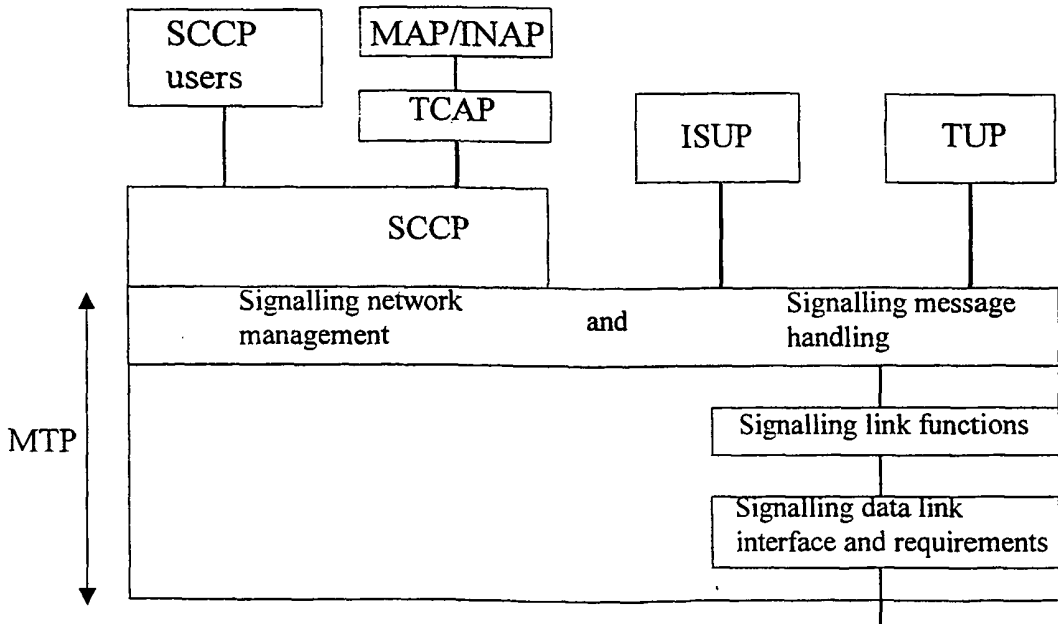 SCCP
users
MAP/INAP
TCAP
ISUP
TUP
SCCP
Signalling network
management
and
Signalling message
handling
MTP
Signalling link functions
Signalling data link
interface and requirements